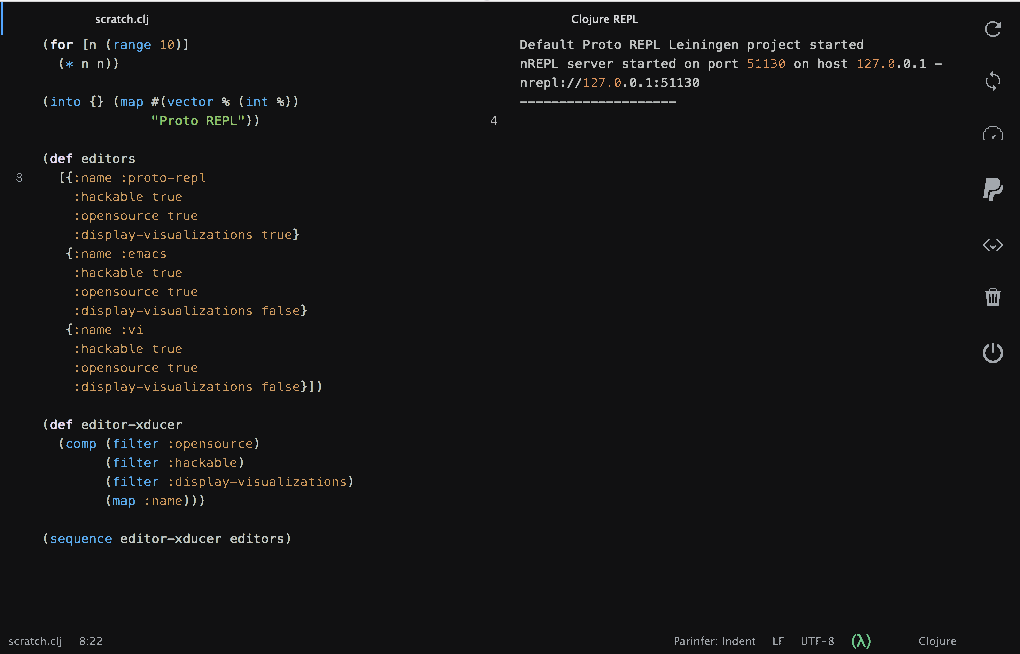 scratch.clj
(for [n (range 10)]
  (* n n))
(into {} (map #(vector % (int %))
              "Proto REPL"))
(def editors
3
  [{:name :proto-repl
    :hackable true
    :opensource true
    :display-visualizations true}
   {:name :emacs
    :hackable true
    :opensource true
    :display-visualizations false}
   {:name :vi
    :hackable true
    :opensource true
    :display-visualizations false}])
(def editor-xducer
  (comp (filter :opensource)
        (filter :hackable)
        (filter :display-visualizations)
        (map :name)))
(sequence editor-xducer editors)
Clojure REPL
Default Proto REPL Leiningen project started
nREPL server started on port 51130 on host 127.0.0.1 -
nrepl://127.0.0.1:51130
--------------------
4
scratch.clj 8:22
Parinfer: Indent LF UTF-8 (λ) Clojure